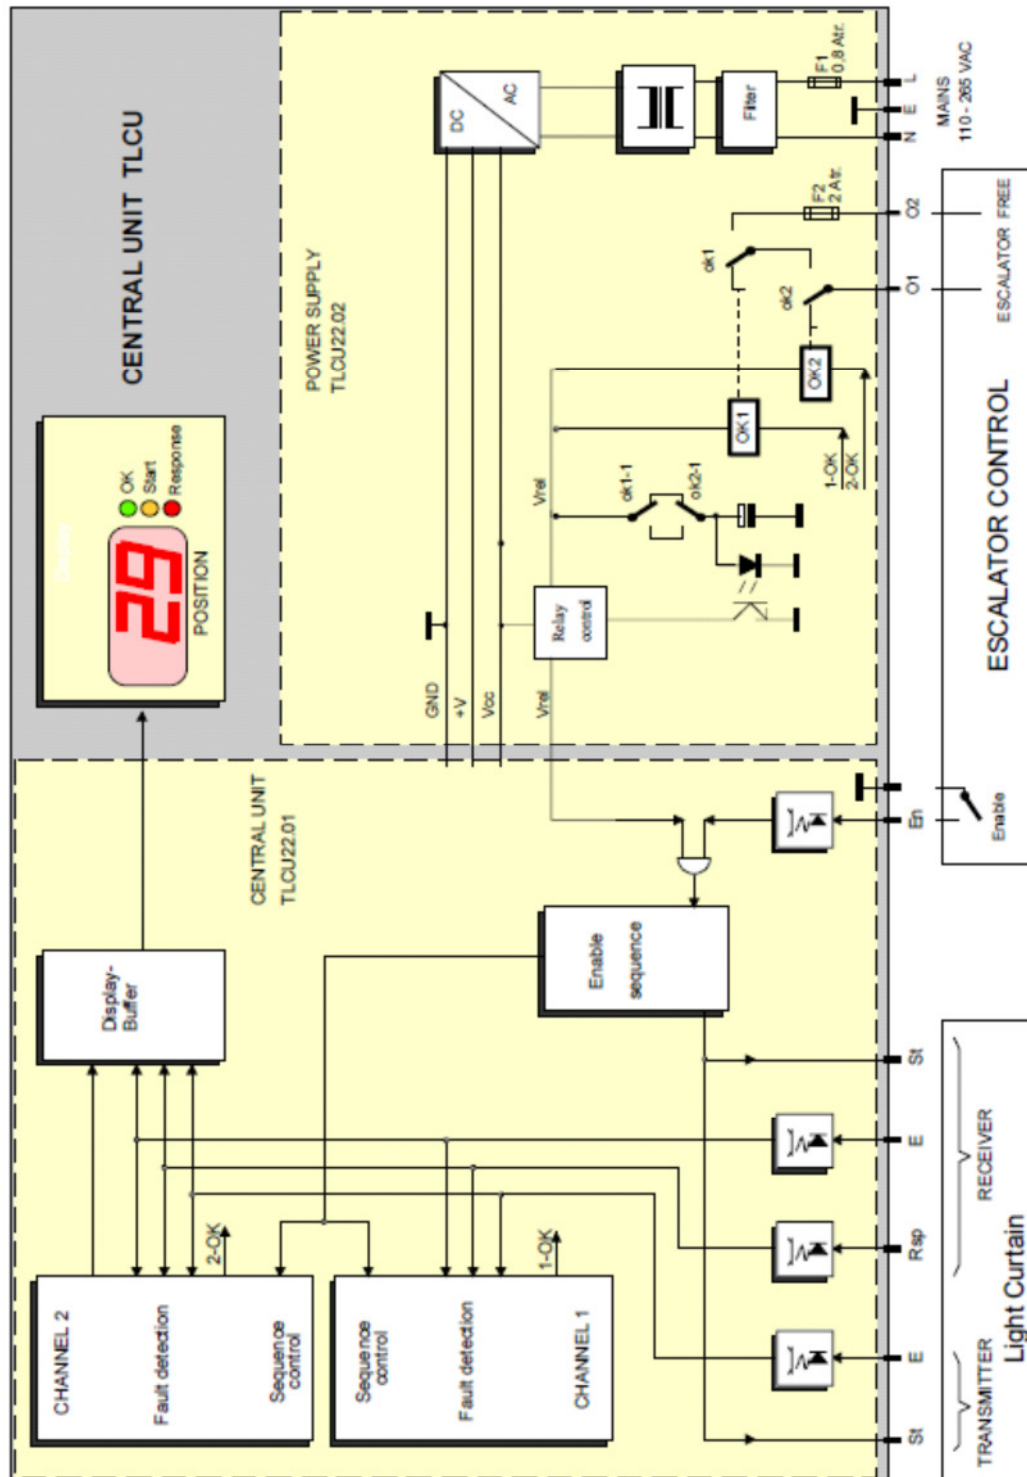 CENTRAL UNIT TLCU
Display
29
POSITION
OK
Start
Response
POWER SUPPLY
TLCU22.02
DC
AC
Filter
F1
0,8 Atr.
L
E
N
MAINS
110 - 265 VAC
F2
2 Atr.
O2
O1
ESCALATOR FREE
ok1
ok2
OK1
OK2
1-OK
2-OK
ok1-1
ok2-1
Vrel
Relay
control
GND
+V
Vcc
Vrel
ESCALATOR CONTROL
Enable
En
CENTRAL UNIT
TLCU22.01
Display-
Buffer
Enable
sequence
CHANNEL 2
Fault detection
Sequence
control
2-OK
Sequence
control
Fault detection
CHANNEL 1
1-OK
St
E
Rsp
E
St
RECEIVER
TRANSMITTER
Light Curtain